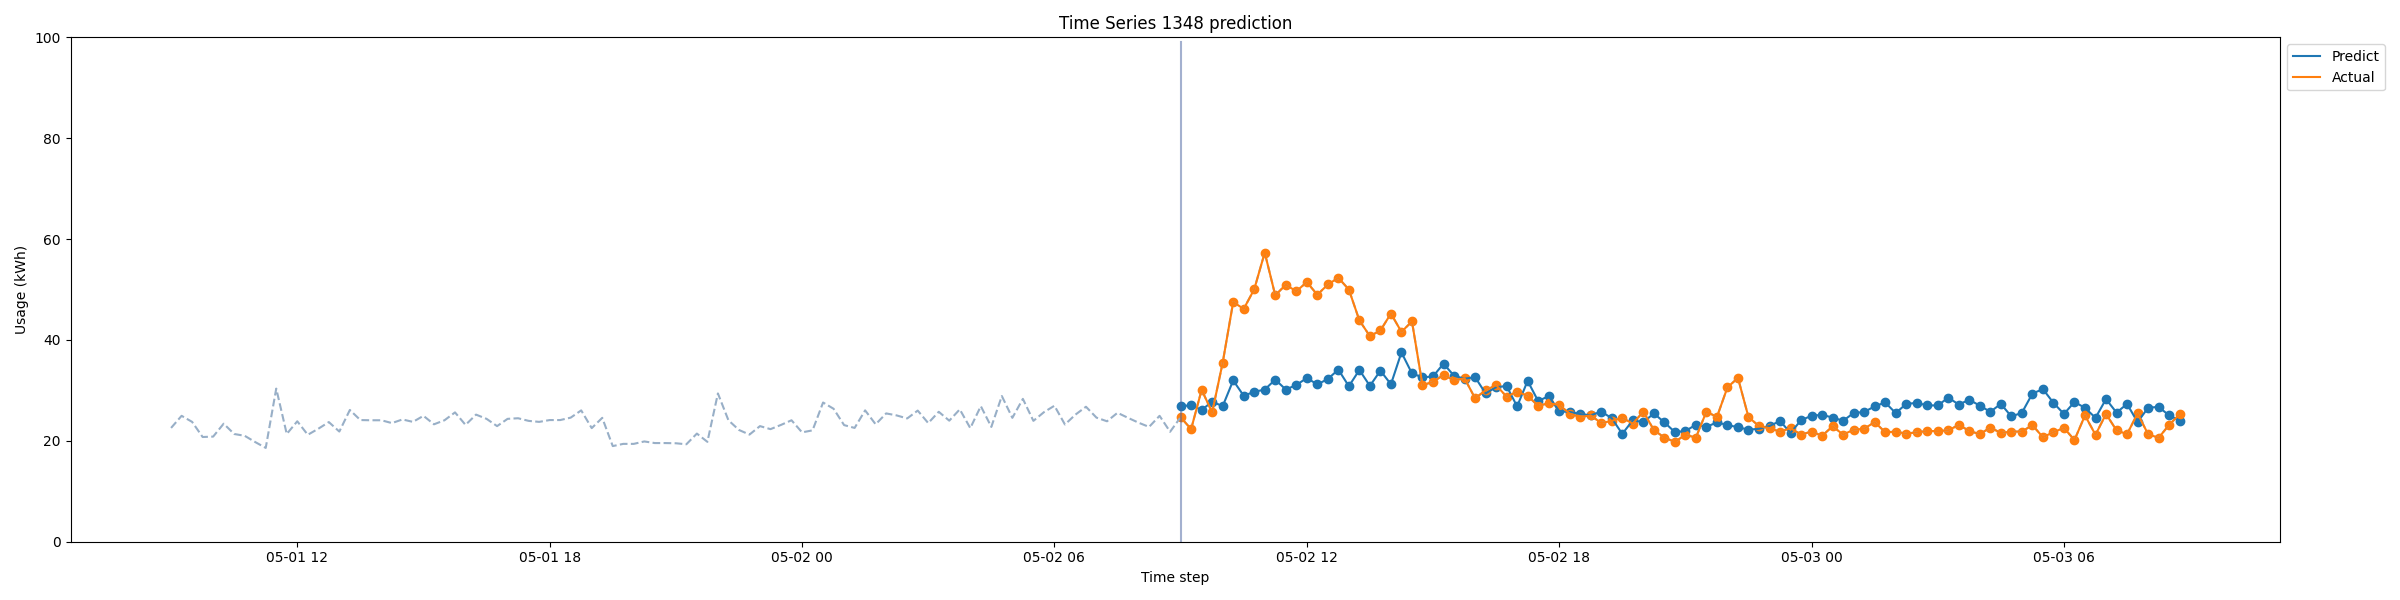 Time Series 1348 prediction
100
80
60
40
20
0
Usage (kWh)
05-01 12
05-01 18
05-02 00
05-02 06
05-02 12
05-02 18
05-03 00
05-03 06
Time step
Predict
Actual